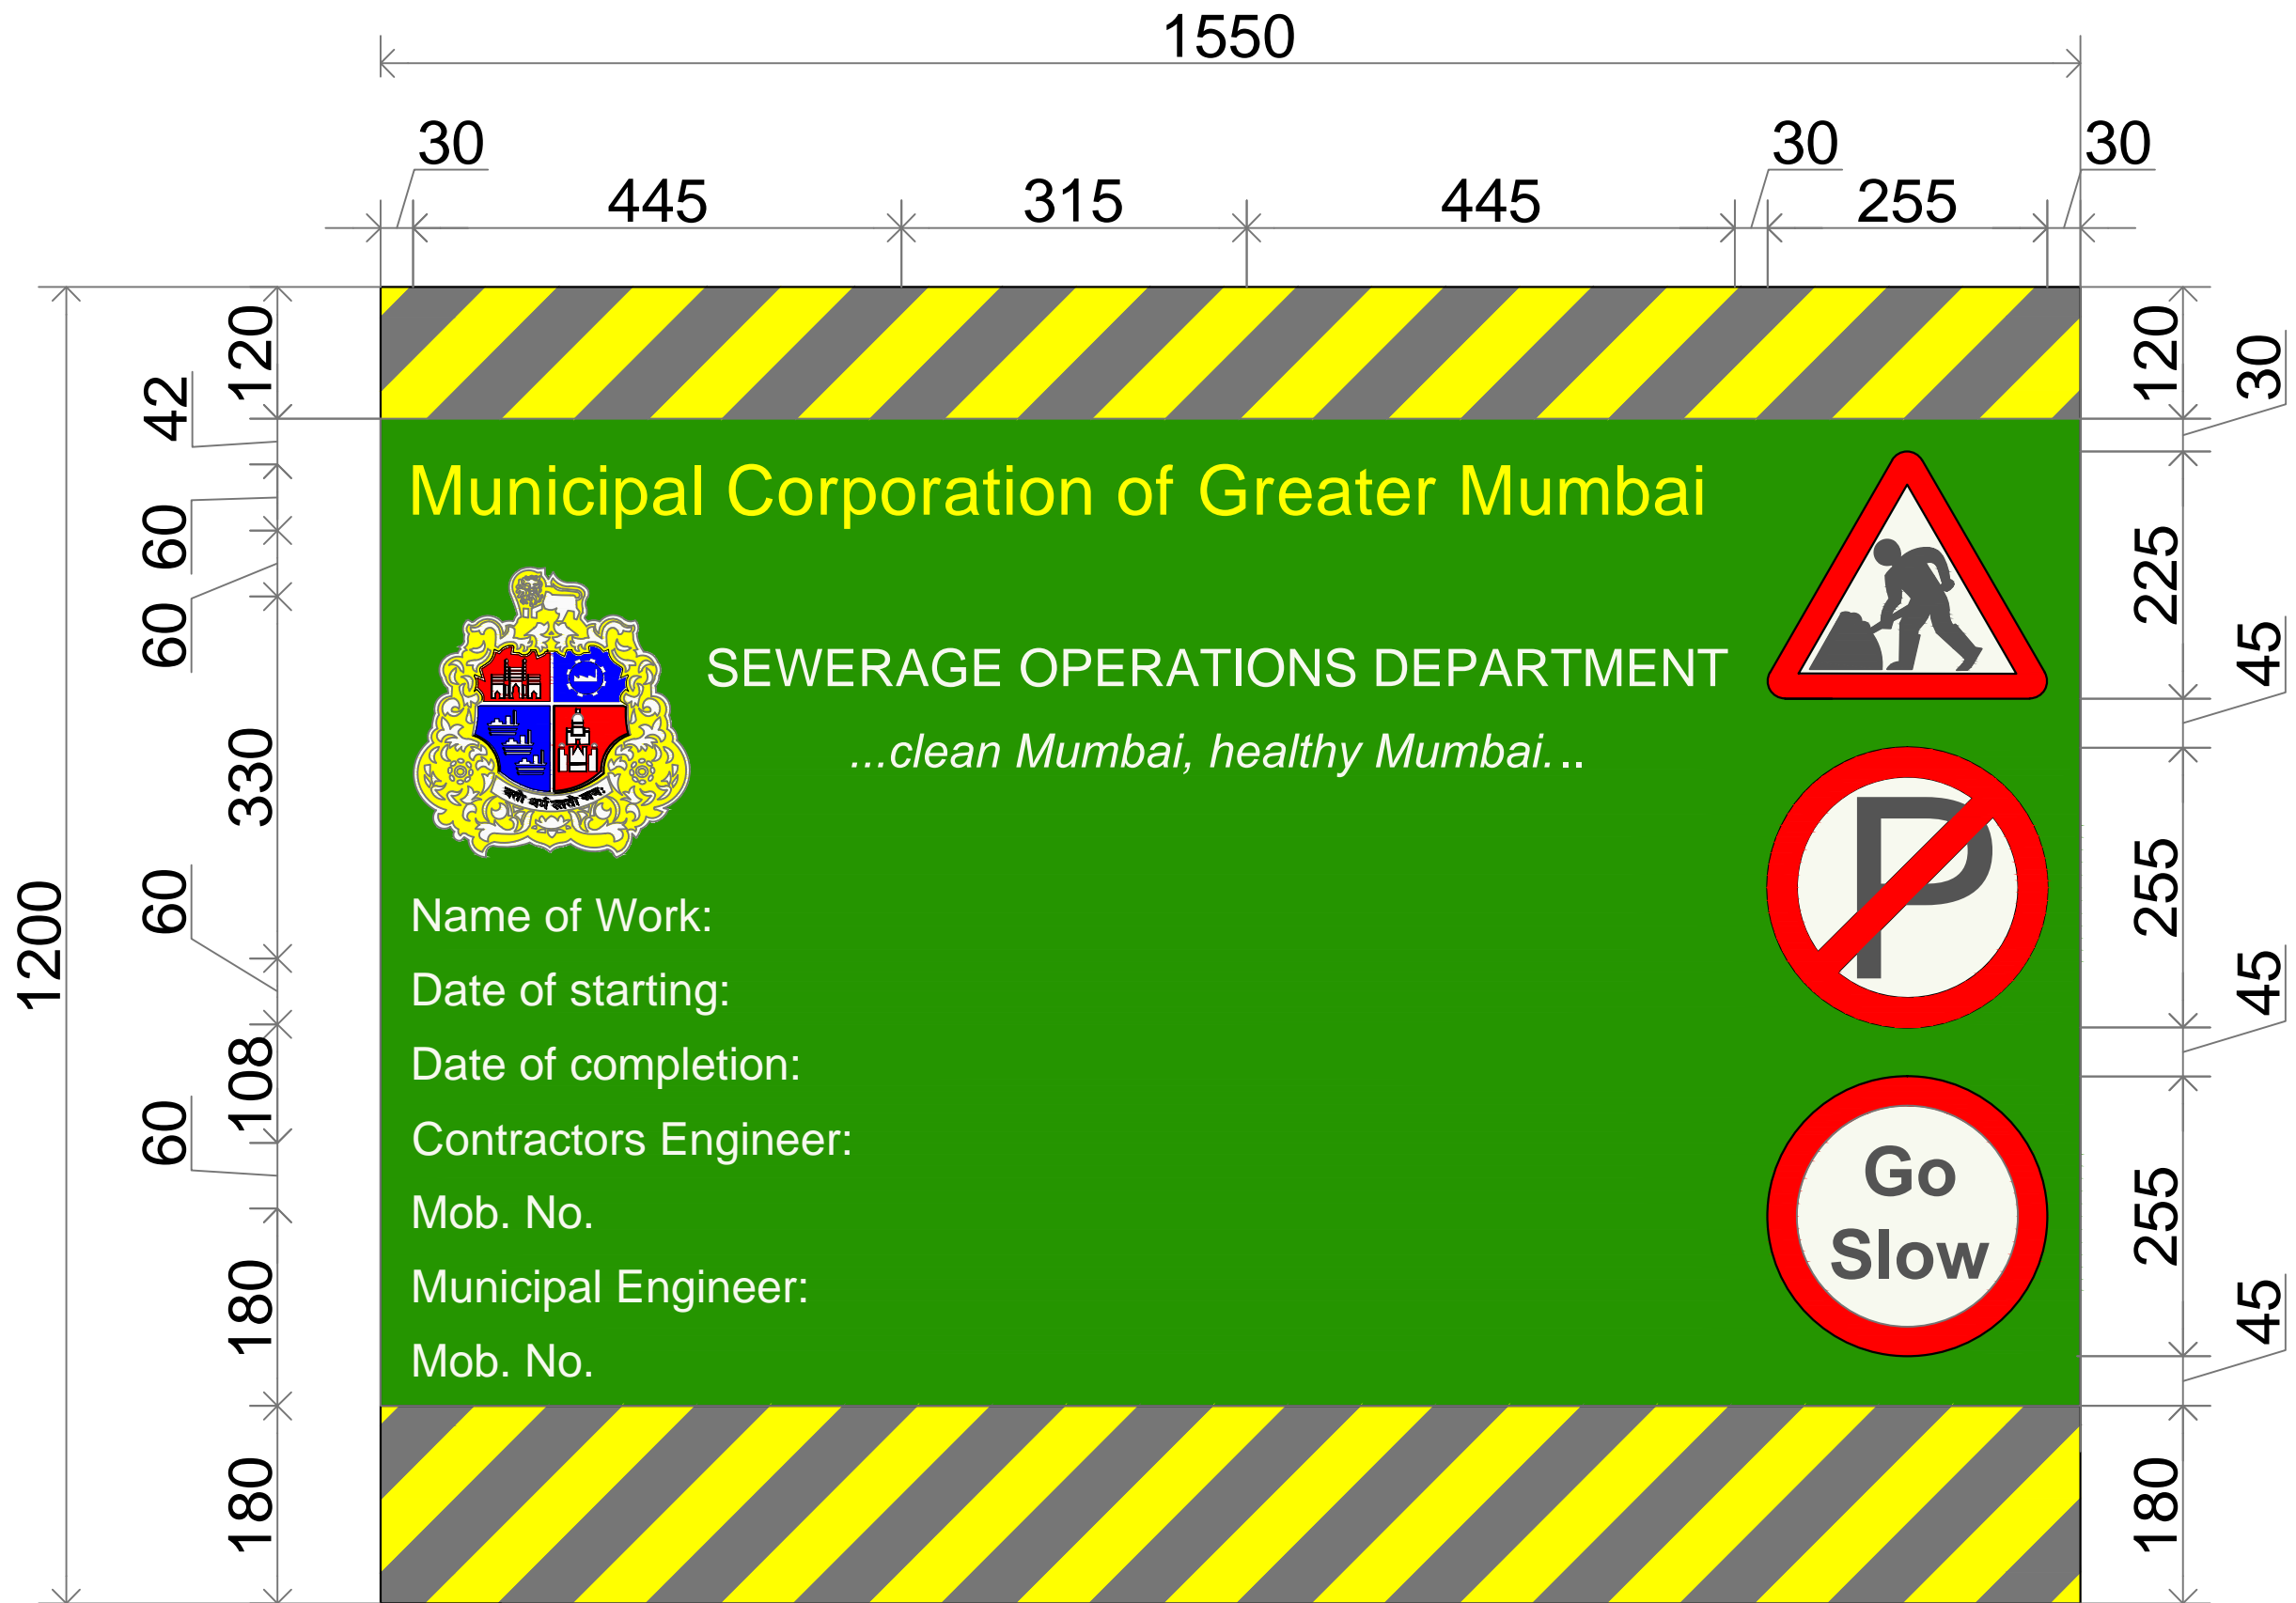 1550
30
30
30
445
315
445
255
120
42
60
60
330
60
108
60
180
180
1200
Municipal Corporation of Greater Mumbai
SEWERAGE OPERATIONS DEPARTMENT
...clean Mumbai, healthy Mumbai...
Name of Work:
Date of starting:
Date of completion:
Contractors Engineer:
Mob. No.
Municipal Engineer:
Mob. No.
P
Go
Slow
120
30
225
45
255
45
255
45
180